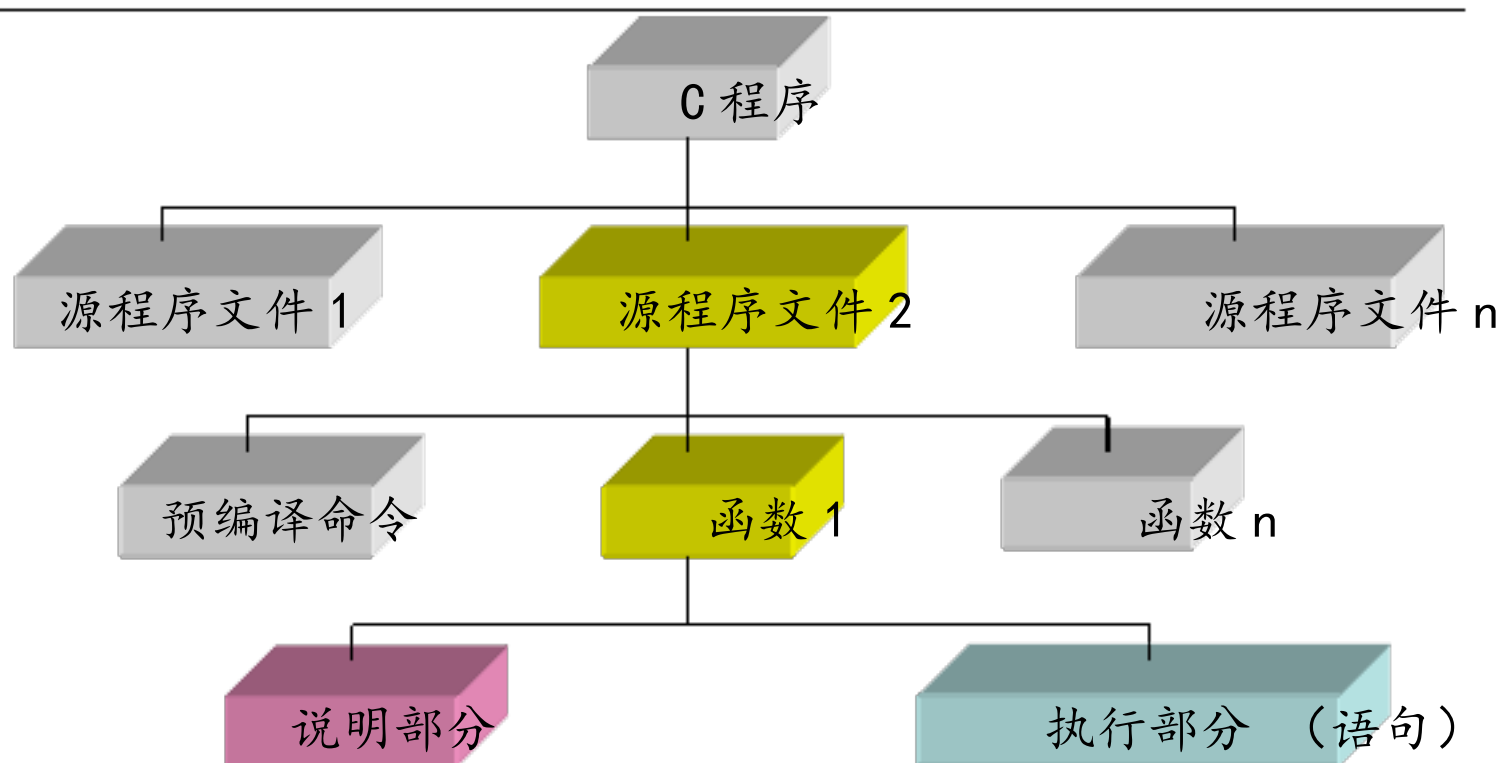 C 程序
源程序文件 1
源程序文件 2
源程序文件 n
预编译命令
函数 1
函数 n
说明部分
执行部分 （语句）